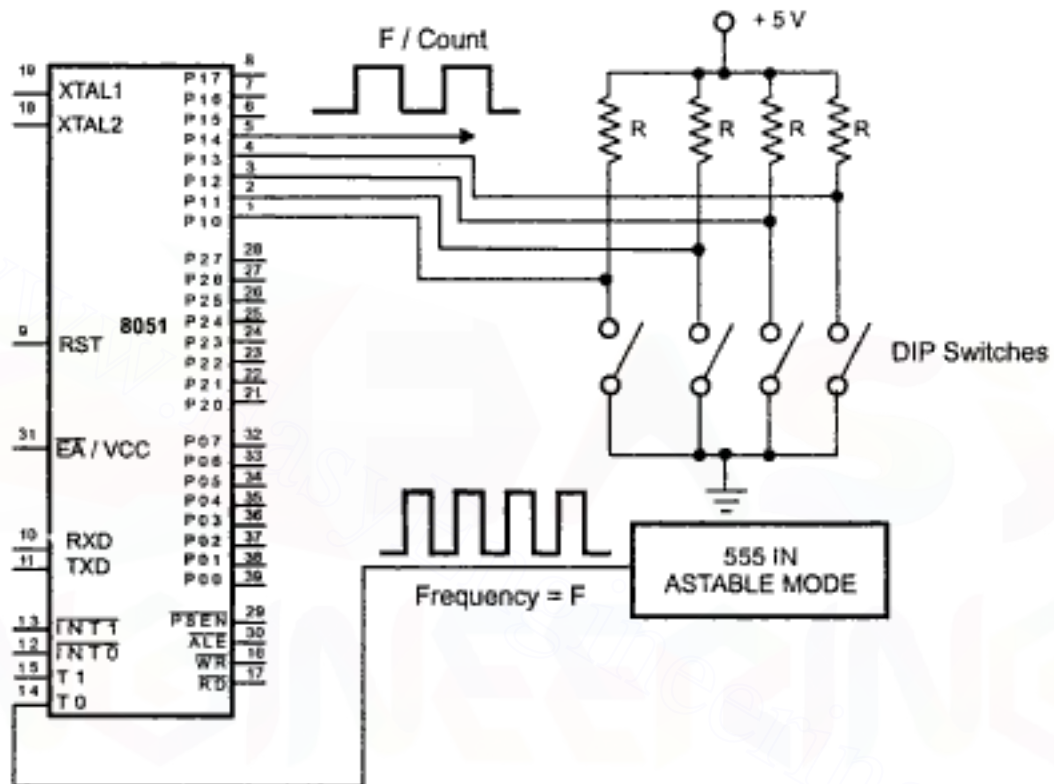 F / Count
+ 5 V
19 XTAL1
18 XTAL2
9 RST
31 EA / VCC
10 RXD
11 TXD
13 INT1
12 INT0
15 T1
14 T0
8051
P17 8
P16 7
P15 6
P14 5
P13 4
P12 3
P11 2
P10 1
P27 28
P26 27
P25 26
P24 25
P23 24
P22 23
P21 22
P20 21
P07 32
P06 33
P05 34
P04 35
P03 36
P02 37
P01 38
P00 39
PSEN 29
ALE 30
WR 16
RD 17
R R R R
DIP Switches
Frequency = F
555 IN
ASTABLE MODE